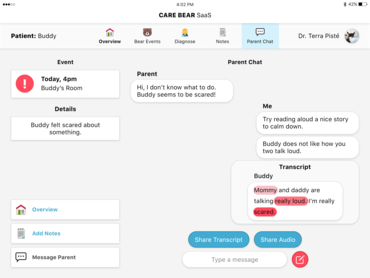 4:02 PM
42%
CARE BEAR SaaS
Patient: Buddy
Overview
Bear Events
Diagnose
Notes
Parent Chat
Dr. Terra Pisté
Event
Today, 4pm
Buddy's Room
Details
Buddy felt scared about
something.
Overview
Add Notes
Message Parent
Parent Chat
Parent
Hi, I don't know what to do.
Buddy seems to be scared!
Me
Try reading aloud a nice story
to calm down.
Buddy does not like how you
two talk loud.
Transcript
Buddy
Mommy and daddy are
talking really loud. I'm really
scared.
Share Transcript
Share Audio
Type a message